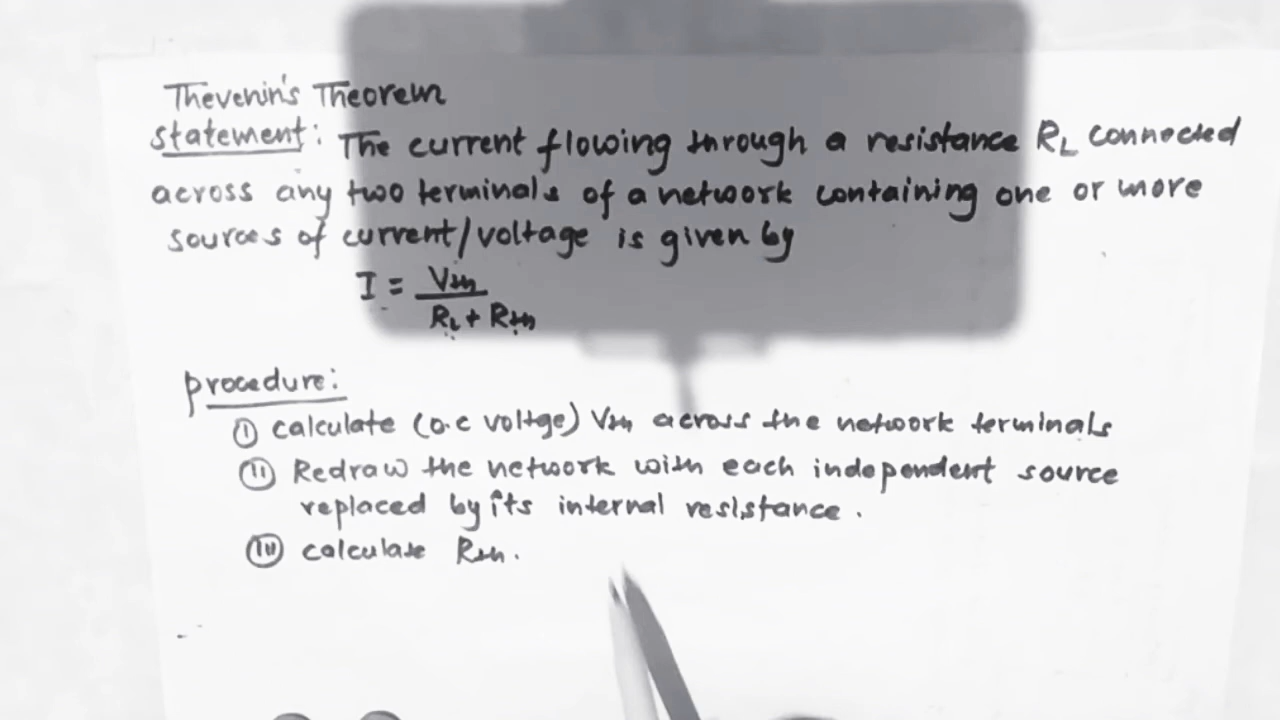 Thevenin's Theorem
statement: The current flowing through a resistance RL connected
across any two terminals of a network containing one or more
sources of current/voltage is given by
I = Vth
RL + Rth
procedure:
(i) calculate (o.c voltge) Vth across the network terminals
(ii) Redraw the network with each independent source
replaced by its internal resistance.
(iii) calculate Rth.